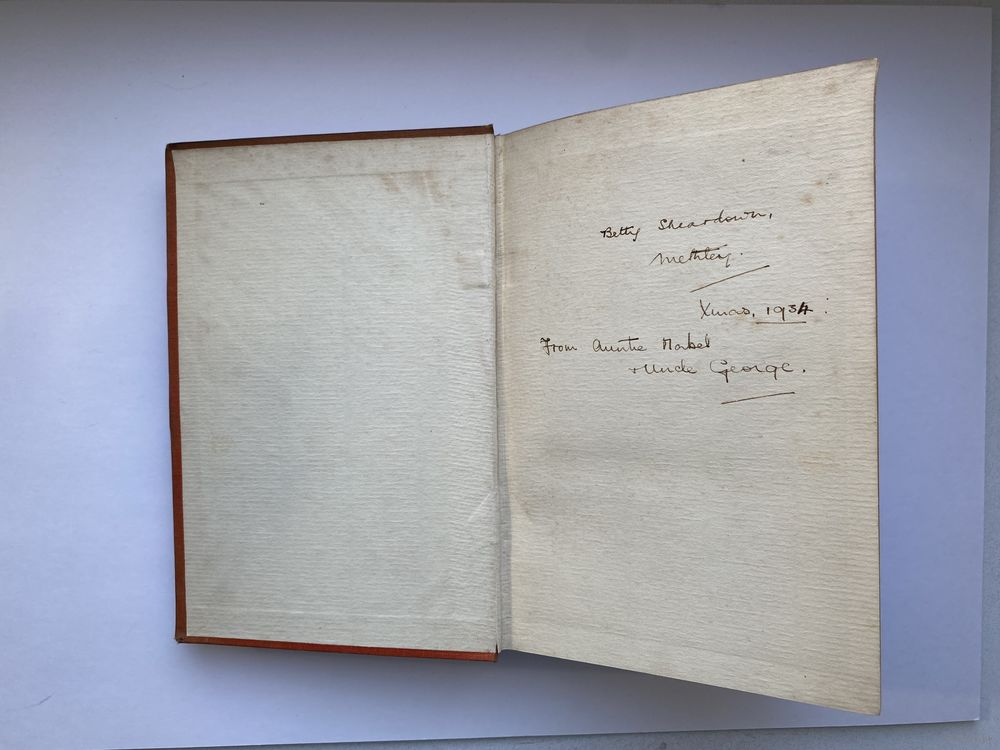 Betty Sheardown,
Methley.
Xmas, 1934:
From Auntie Mabel
+ Uncle George.